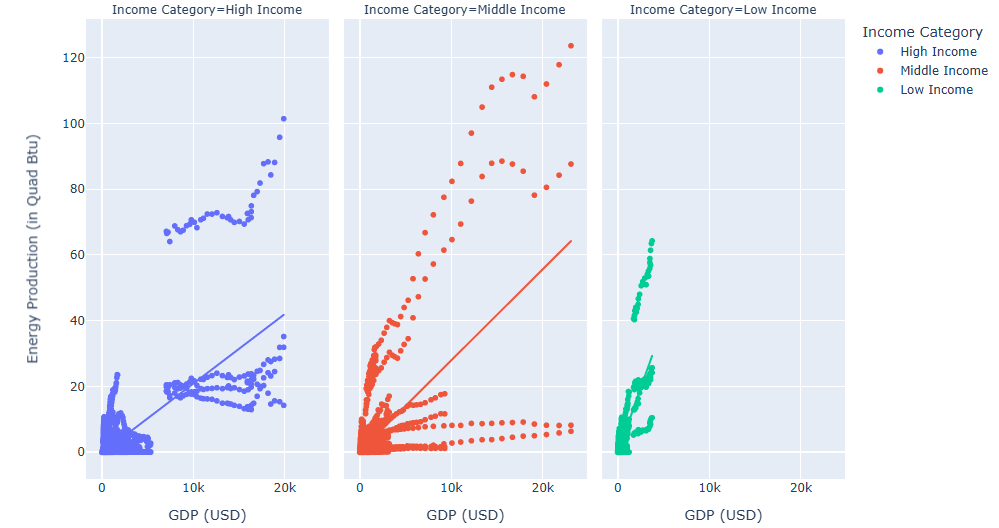 Income Category=High Income
Income Category=Middle Income
Income Category=Low Income
Income Category
High Income
Middle Income
Low Income
Energy Production (in Quad Btu)
120
100
80
60
40
20
0
0
10k
20k
0
10k
20k
0
10k
20k
GDP (USD)
GDP (USD)
GDP (USD)